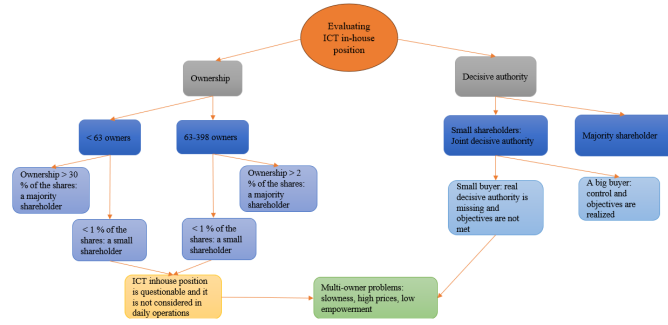 Evaluating
ICT in-house
position
Ownership
Decisive authority
< 63 owners
63-398 owners
Small shareholders:
Joint decisive authority
Majority shareholder
Ownership > 30
% of the shares:
a majority
shareholder
Ownership > 2
% of the shares: a
majority
shareholder
Small buyer: real
decisive authority is
missing and
objectives are not
met
A big buyer:
control and
objectives are
realized
< 1 % of the
shares: a small
shareholder
< 1 % of the
shares: a small
shareholder
ICT inhouse position
is questionable and it
is not considered in
daily operations
Multi-owner problems:
slowness, high prices, low
empowerment